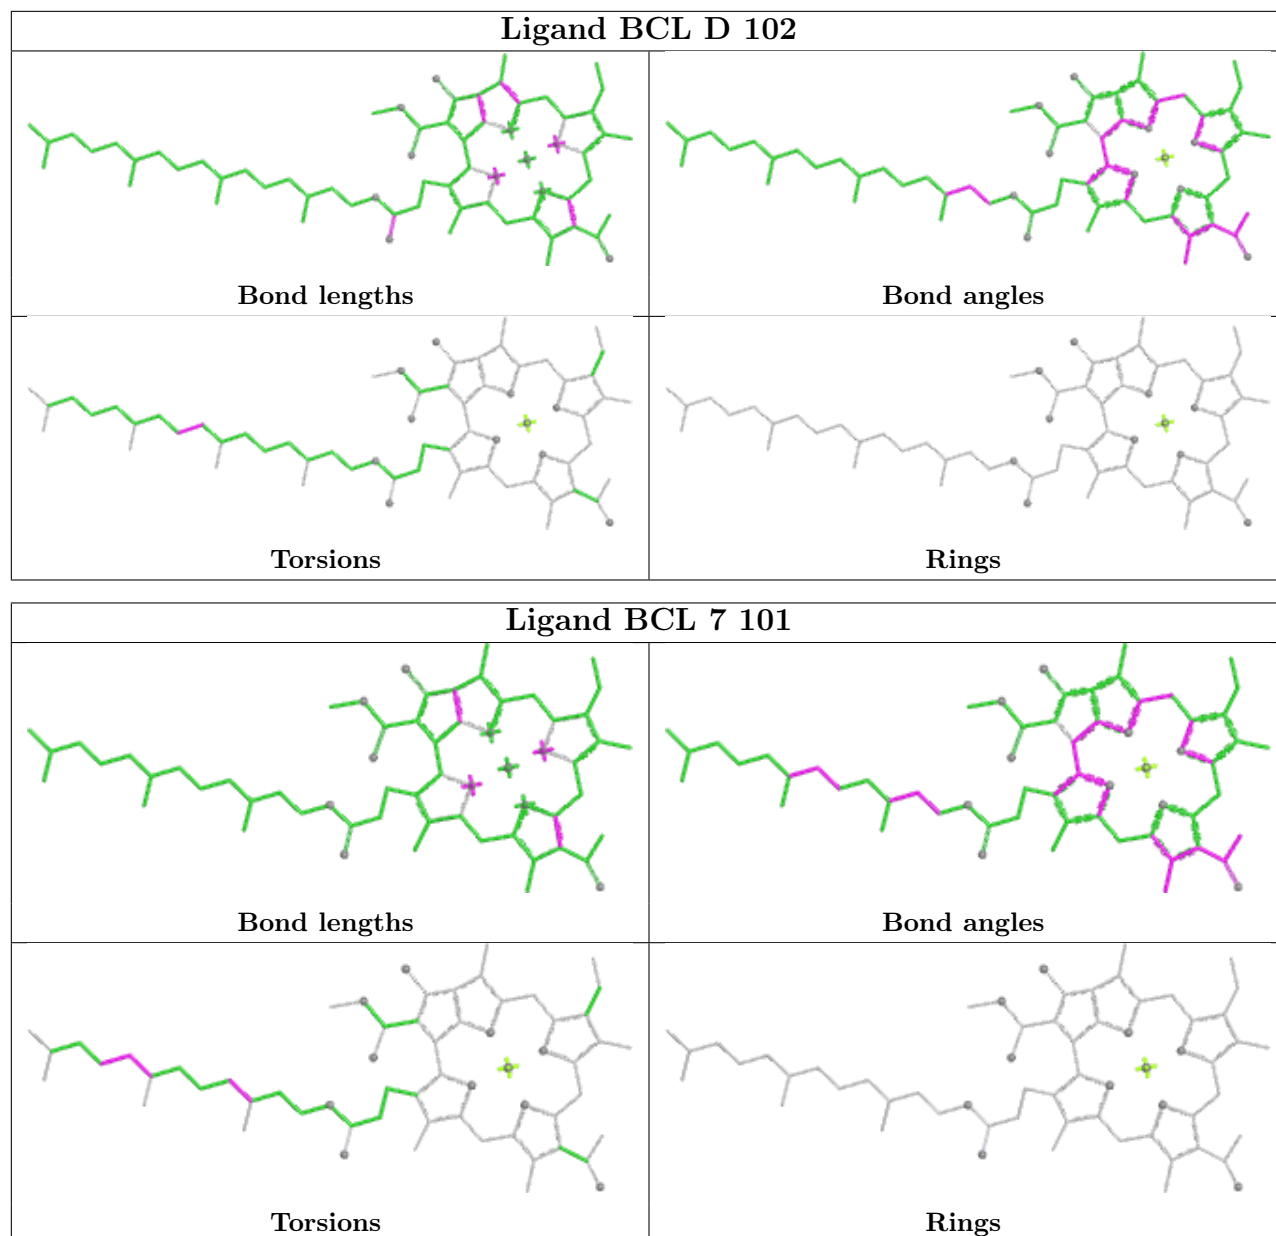 Ligand BCL D 102
Bond lengths
Bond angles
Torsions
Rings
Ligand BCL 7 101
Bond lengths
Bond angles
Torsions
Rings